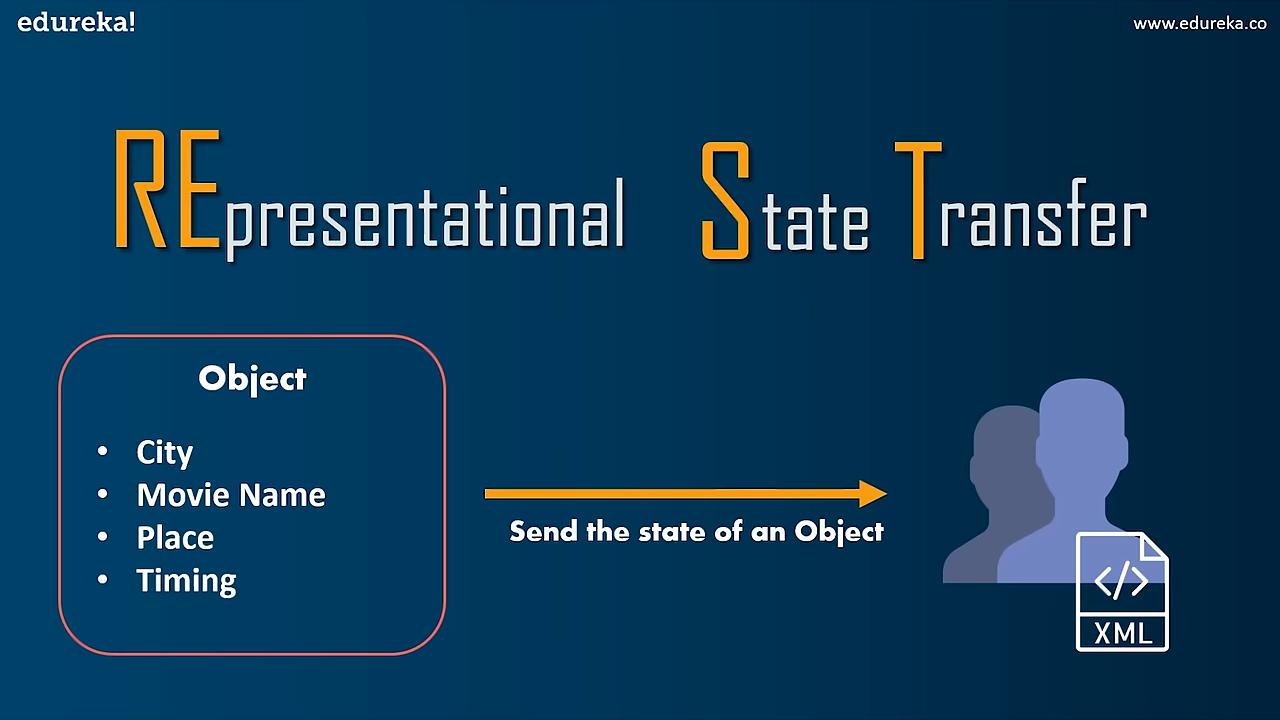 edureka!
www.edureka.co
REpresentational State Transfer
Object
• City
• Movie Name
• Place
• Timing
Send the state of an Object
</>
XML